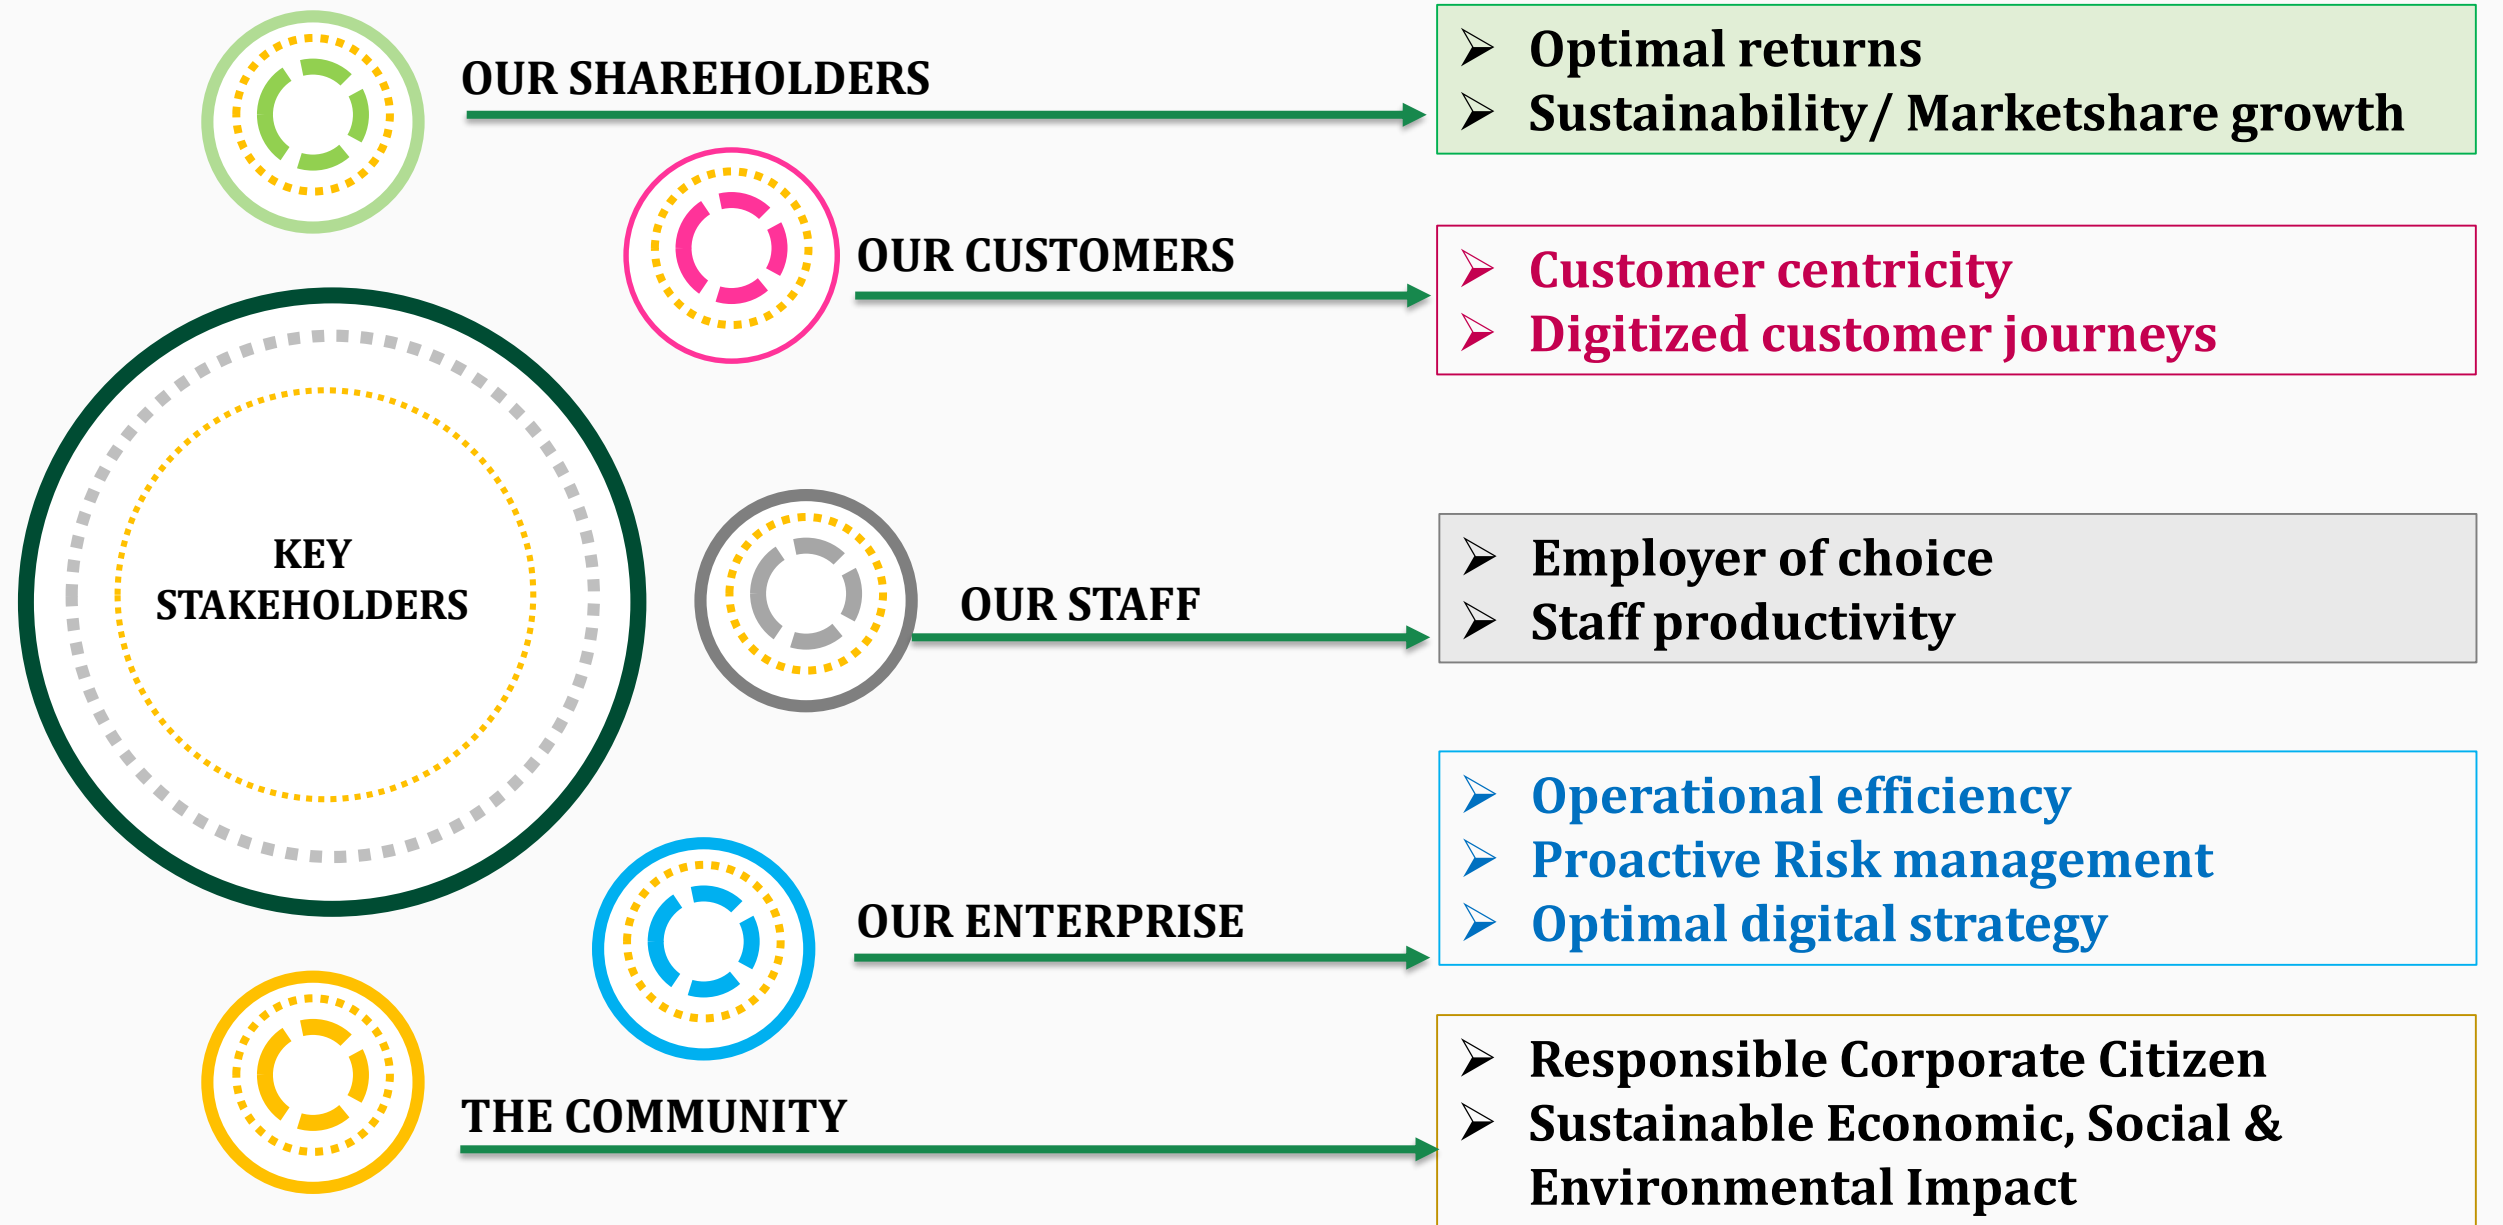 OUR SHAREHOLDERS
➢ Optimal returns
➢ Sustainability/ Marketshare growth
OUR CUSTOMERS
➢ Customer centricity
➢ Digitized customer journeys
KEY
STAKEHOLDERS
OUR STAFF
➢ Employer of choice
➢ Staff productivity
OUR ENTERPRISE
➢ Operational efficiency
➢ Proactive Risk management
➢ Optimal digital strategy
THE COMMUNITY
➢ Responsible Corporate Citizen
➢ Sustainable Economic, Social &
Environmental Impact